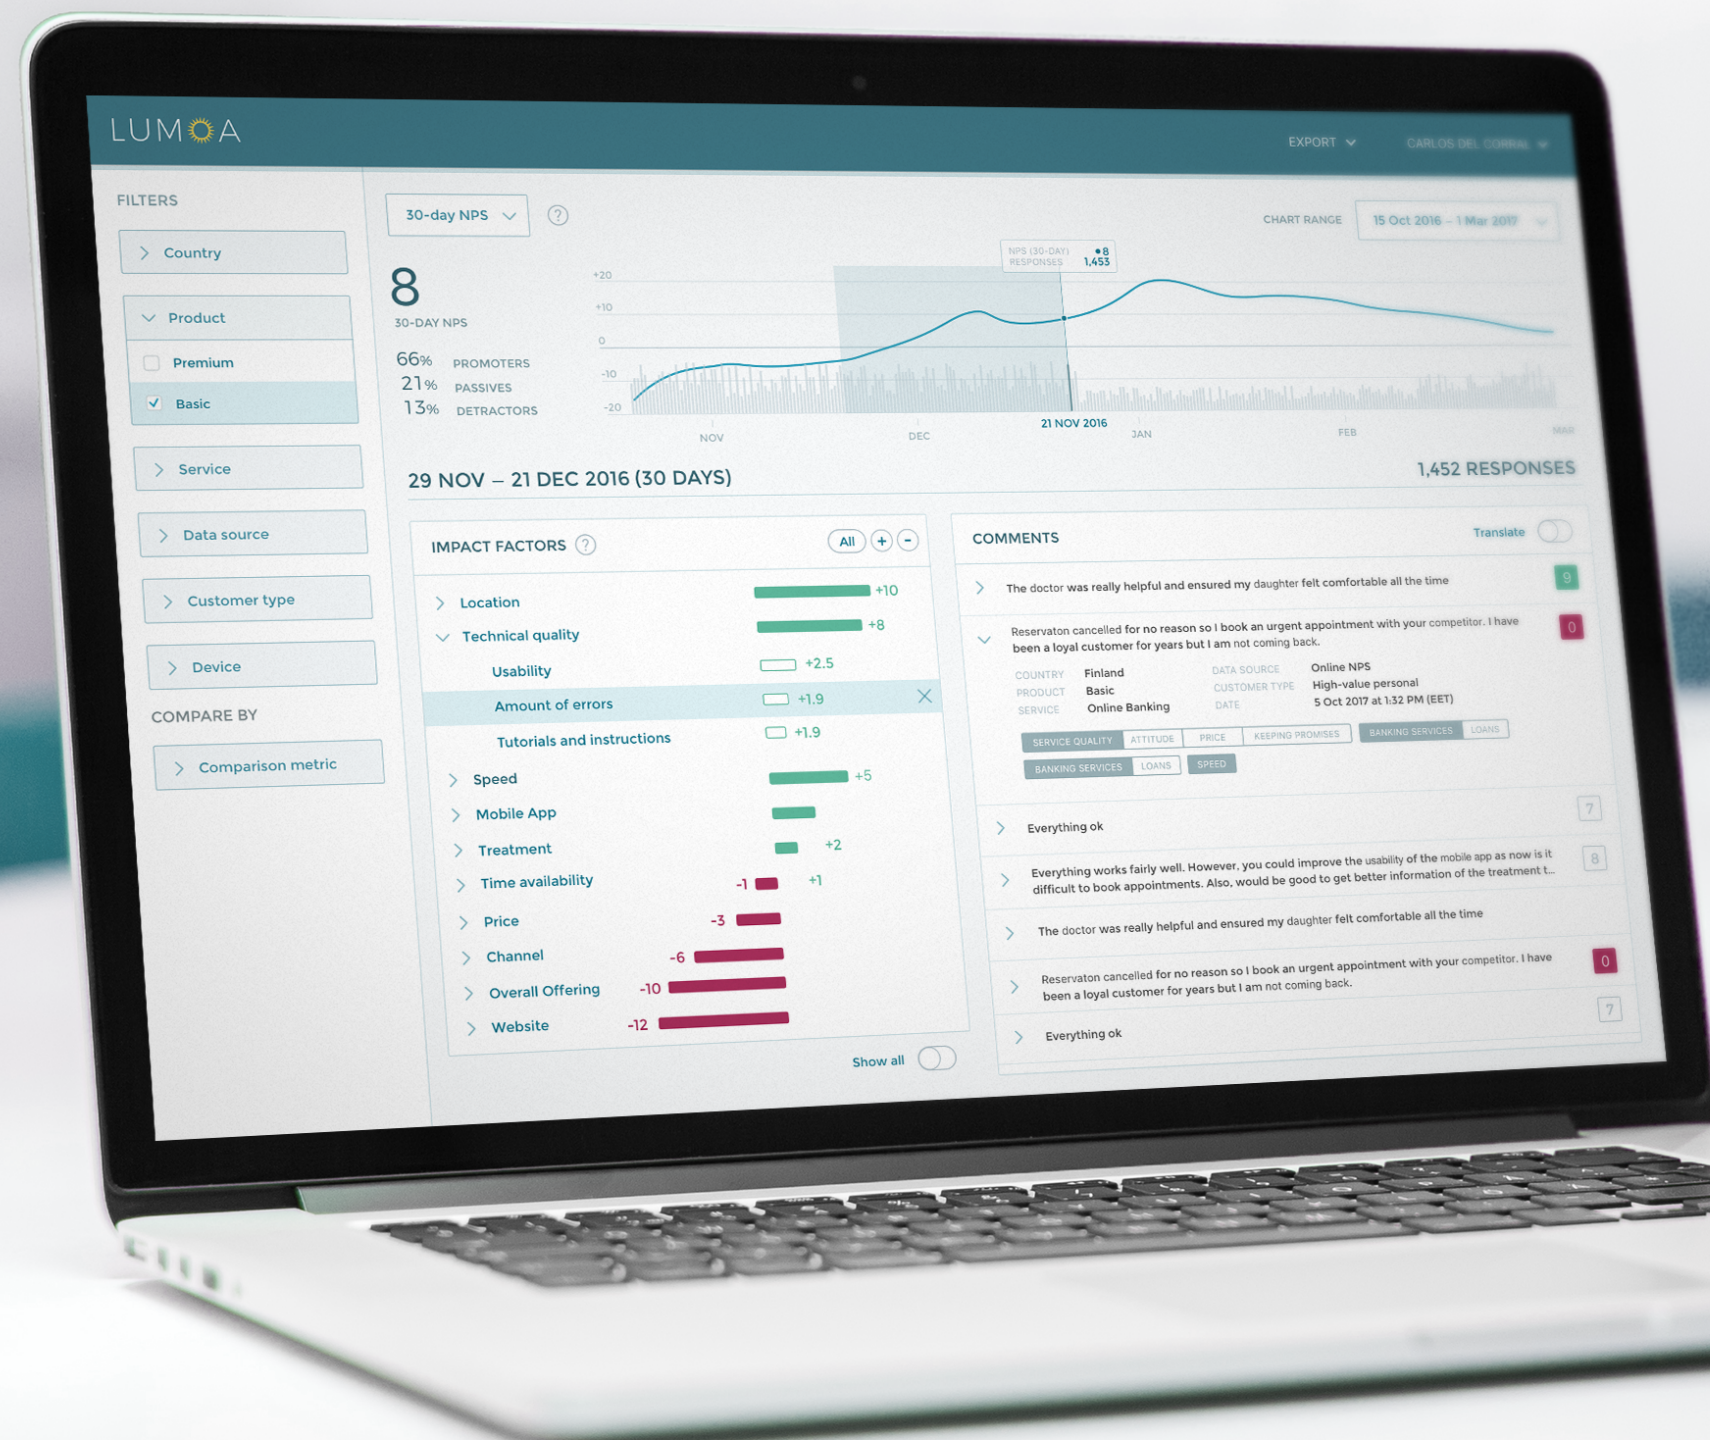 LUMOA
EXPORT
CARLOS DEL CORRAL
FILTERS
Country
Product
Premium
Basic
Service
Data source
Customer type
Device
COMPARE BY
Comparison metric
30-day NPS
?
CHART RANGE
15 Oct 2016 – 1 Mar 2017
8
30-DAY NPS
66% PROMOTERS
21% PASSIVES
13% DETRACTORS
NPS (30-DAY) 8
RESPONSES 1,453
+20
+10
0
-10
-20
NOV
DEC
21 NOV 2016
JAN
FEB
MAR
29 NOV – 21 DEC 2016 (30 DAYS)
1,452 RESPONSES
IMPACT FACTORS ?
All + -
Location +10
Technical quality +8
Usability +2.5
Amount of errors +1.9
Tutorials and instructions +1.9
Speed +5
Mobile App
Treatment +2
Time availability -1 +1
Price -3
Channel -6
Overall Offering -10
Website -12
Show all
COMMENTS
Translate
The doctor was really helpful and ensured my daughter felt comfortable all the time 9
Reservaton cancelled for no reason so I book an urgent appointment with your competitor. I have 0
been a loyal customer for years but I am not coming back.
COUNTRY Finland DATA SOURCE Online NPS
PRODUCT Basic CUSTOMER TYPE High-value personal
SERVICE Online Banking DATE 5 Oct 2017 at 1:32 PM (EET)
SERVICE QUALITY ATTITUDE PRICE KEEPING PROMISES BANKING SERVICES LOANS
BANKING SERVICES LOANS SPEED
Everything ok 7
Everything works fairly well. However, you could improve the usability of the mobile app as now is it 8
difficult to book appointments. Also, would be good to get better information of the treatment t...
The doctor was really helpful and ensured my daughter felt comfortable all the time
Reservaton cancelled for no reason so I book an urgent appointment with your competitor. I have 0
been a loyal customer for years but I am not coming back.
Everything ok 7